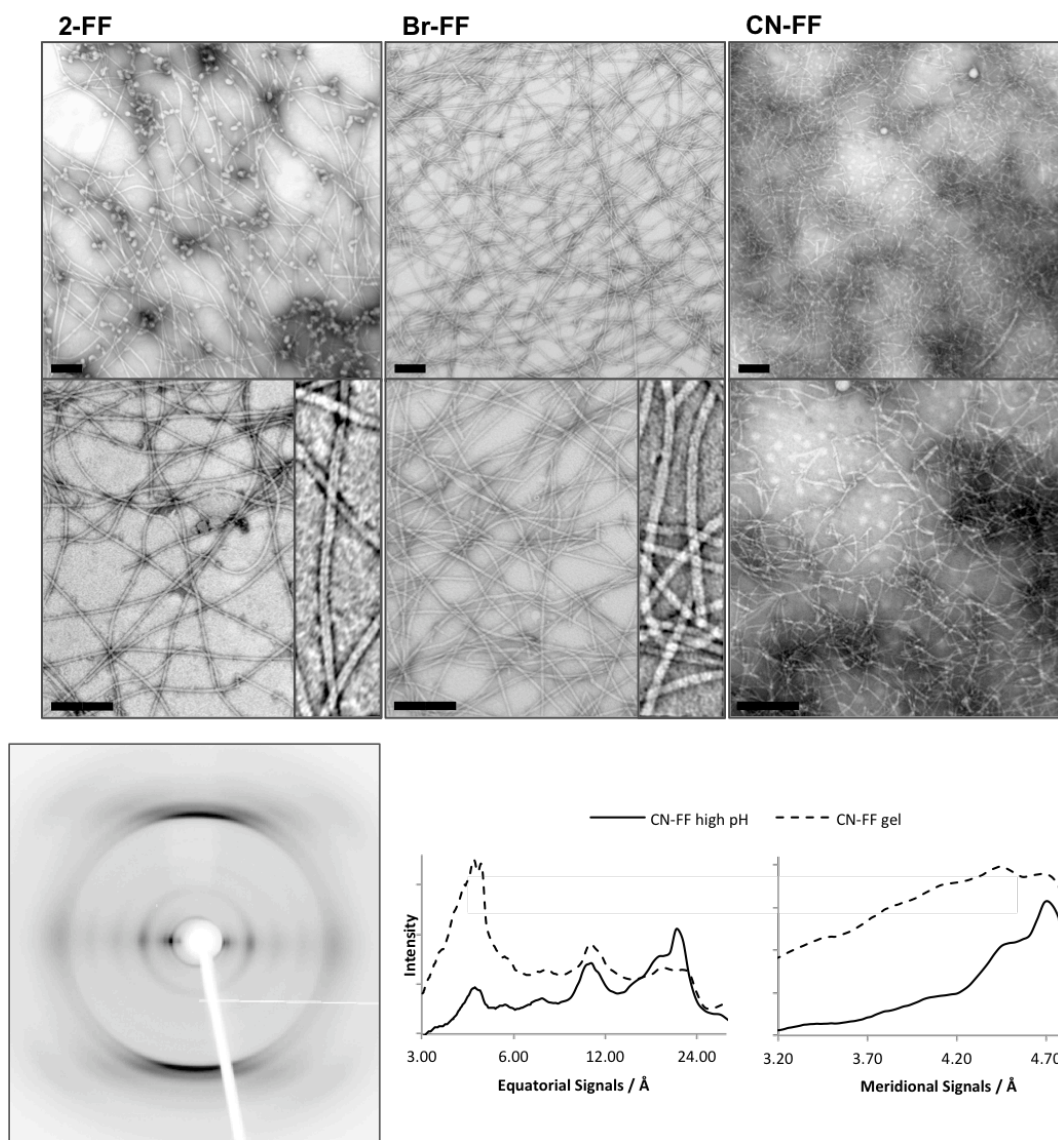 2-FF
Br-FF
CN-FF
CN-FF high pH
CN-FF gel
Intensity
3.00 6.00 12.00 24.00
Equatorial Signals / Å
3.20 3.70 4.20 4.70
Meridional Signals / Å